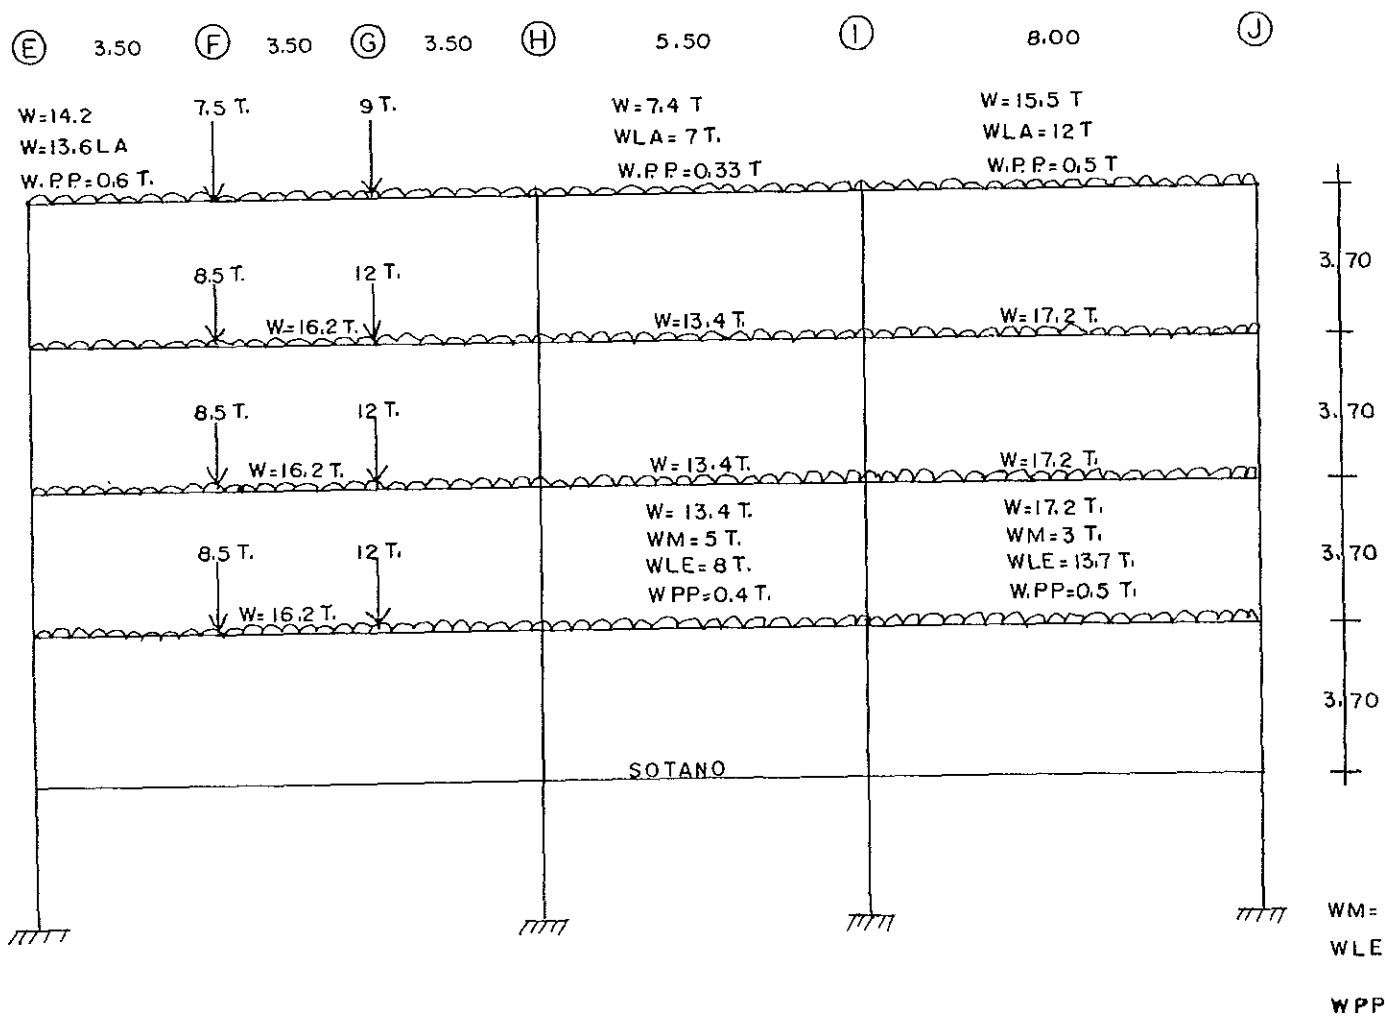 E 3.50 F 3.50 G 3.50 H 5.50 I 8.00 J
W=14.2 7.5 T. 9 T. W=7.4 T W=15.5 T
W=13.6 LA WLA=7 T. WLA=12 T
W.P.P.=0.6 T. W.P.P.=0.33 T W.P.P.=0.5 T
3.70
8.5 T. 12 T.
W=16.2 T. W=13.4 T. W=17.2 T.
3.70
8.5 T. 12 T.
W=16.2 T. W=13.4 T. W=17.2 T.
W=13.4 T. W=17.2 T.
WM=5 T. WM=3 T.
8.5 T. 12 T. WLE=8 T. WLE=13.7 T. 3.70
WPP=0.4 T. W.PP=0.5 T.
W=16.2 T.
3.70
SOTANO
WM=
WLE
WPP